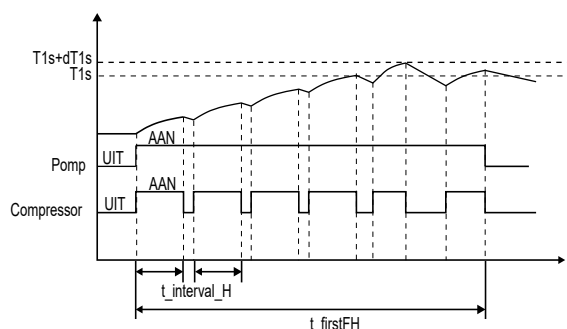 T1s+dT1s
T1s
AAN
UIT
Pomp
AAN
UIT
Compressor
t_interval_H
t_firstFH